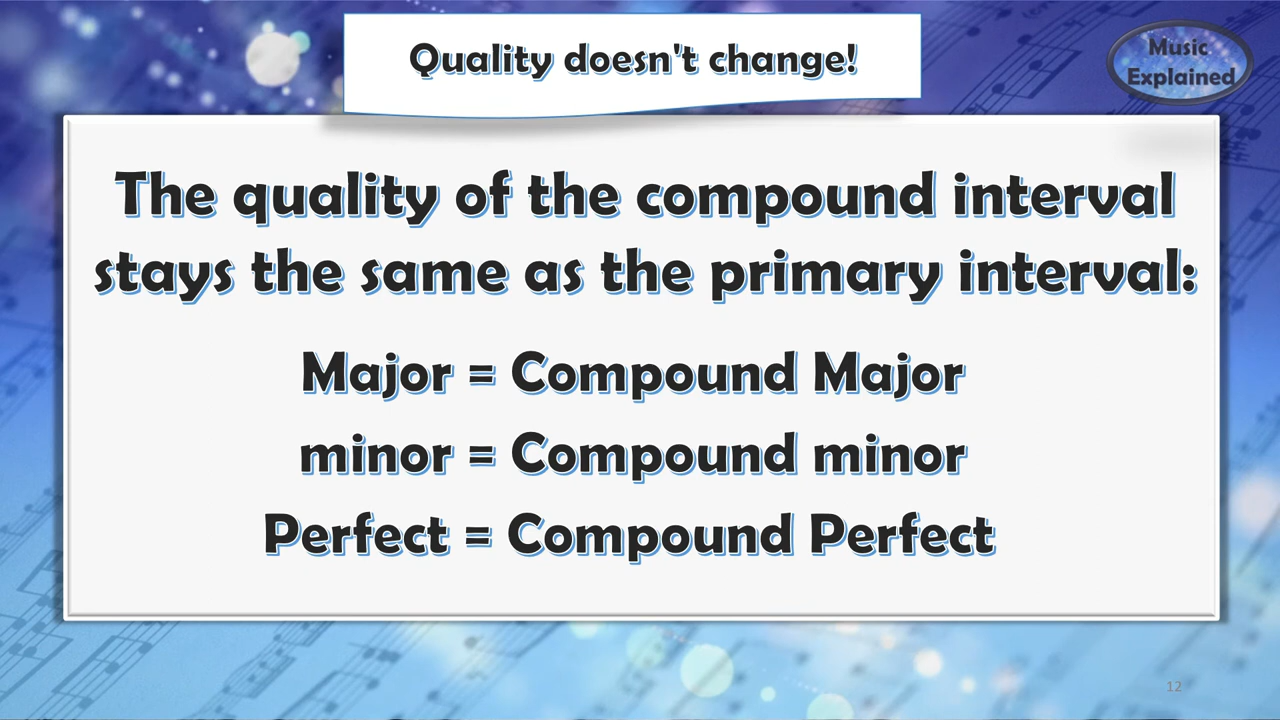 Quality doesn't change!
Music
Explained
The quality of the compound interval
stays the same as the primary interval:
Major = Compound Major
minor = Compound minor
Perfect = Compound Perfect
12